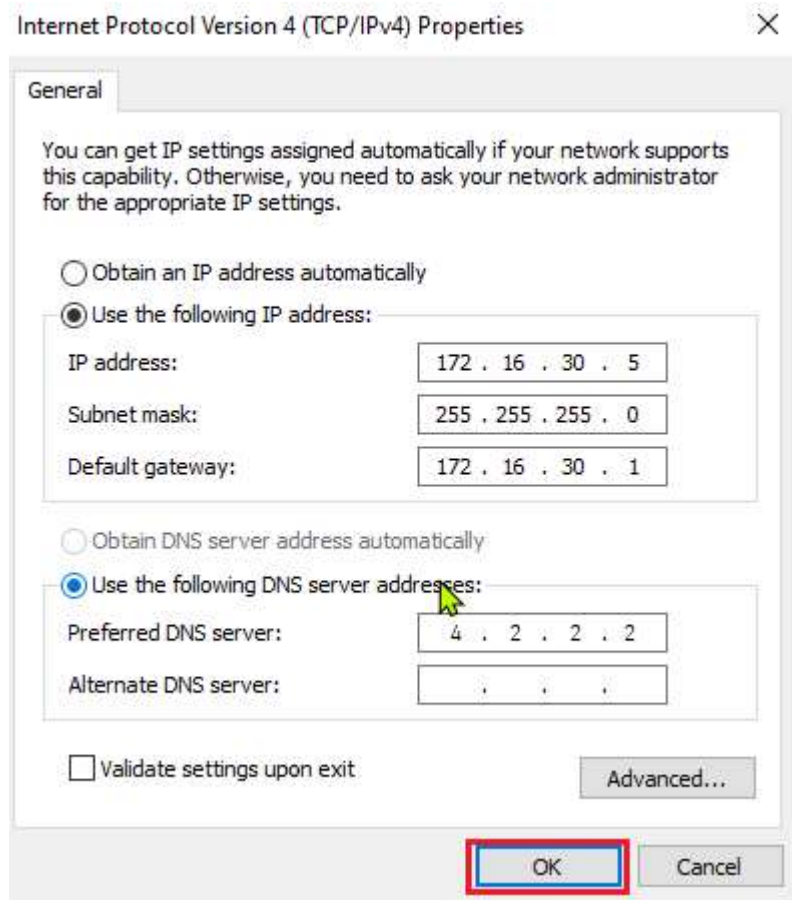 Internet Protocol Version 4 (TCP/IPv4) Properties
General
You can get IP settings assigned automatically if your network supports
this capability. Otherwise, you need to ask your network administrator
for the appropriate IP settings.
Obtain an IP address automatically
Use the following IP address:
IP address: 172 . 16 . 30 . 5
Subnet mask: 255 . 255 . 255 . 0
Default gateway: 172 . 16 . 30 . 1
Obtain DNS server address automatically
Use the following DNS server addresses:
Preferred DNS server: 4 . 2 . 2 . 2
Alternate DNS server: . . .
Validate settings upon exit
Advanced...
OK Cancel